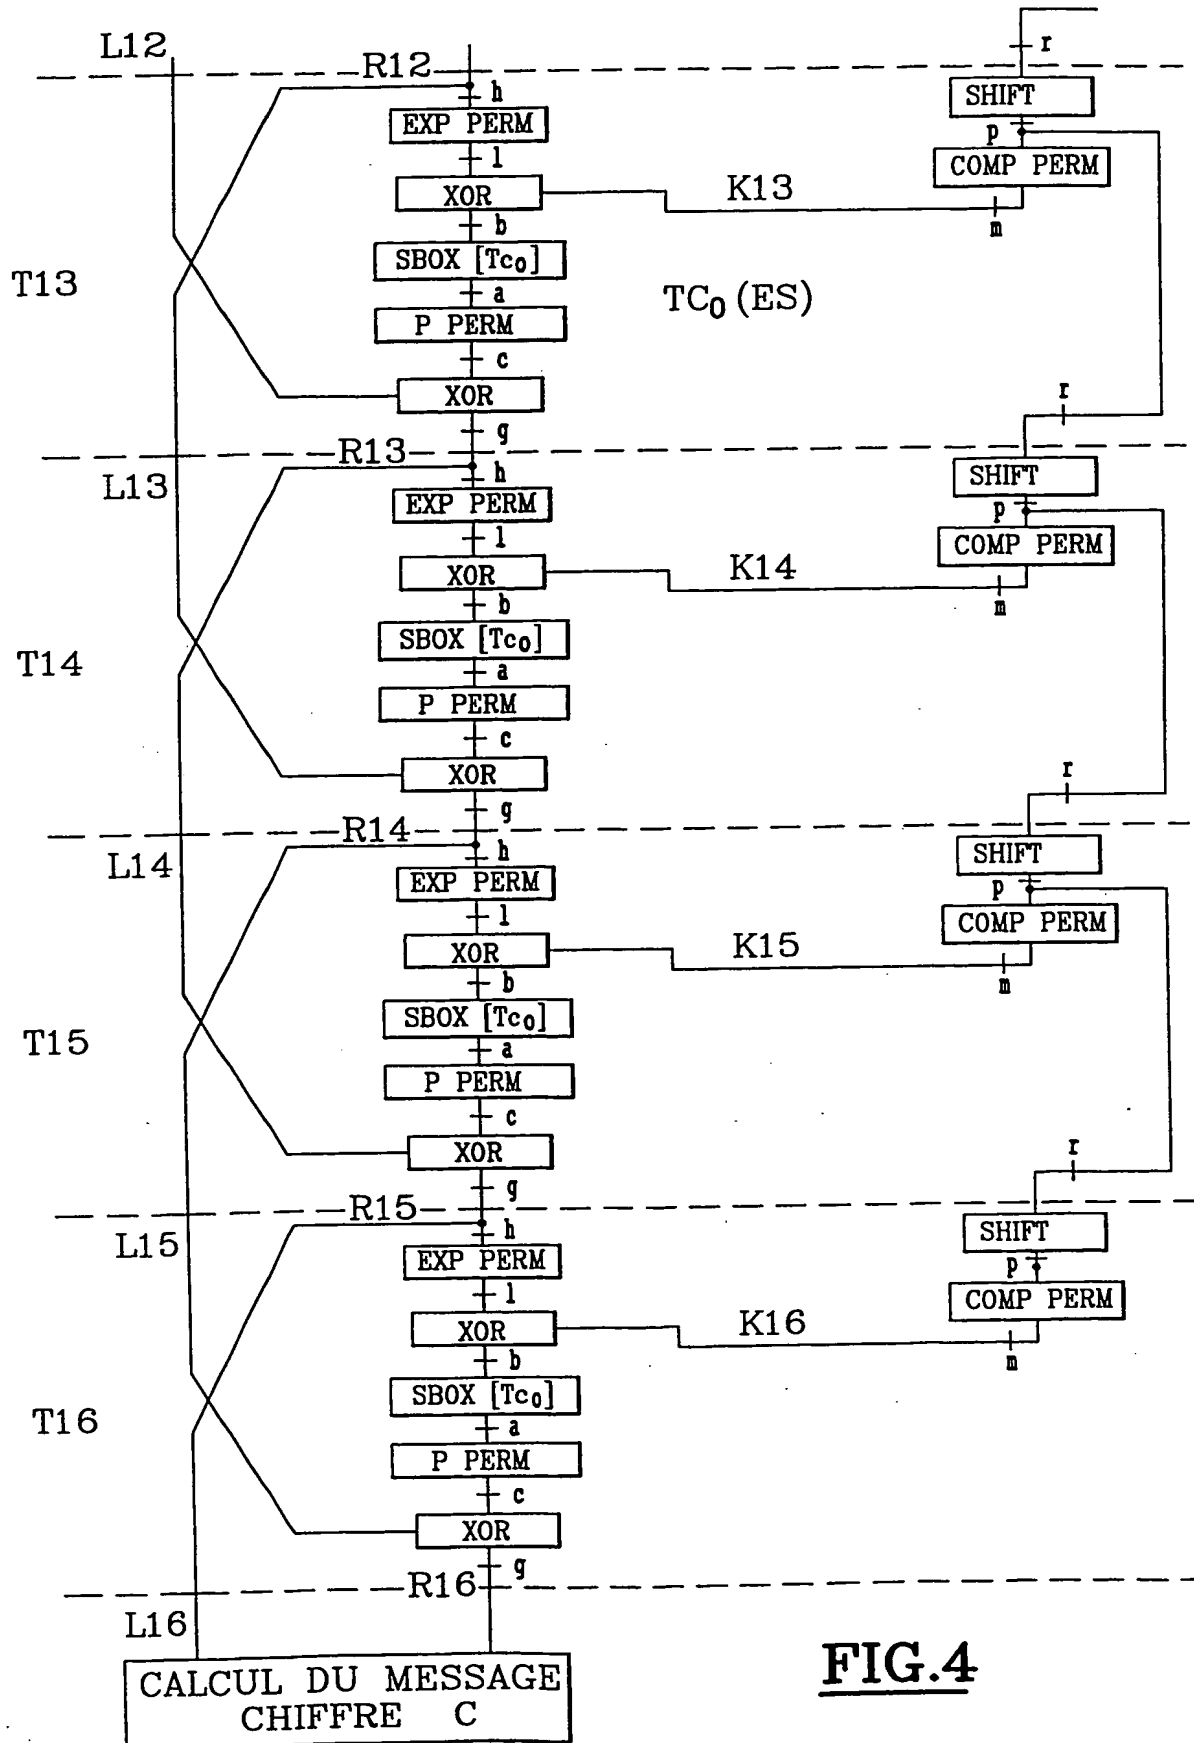 L12
R12
r
h
SHIFT
EXP PERM
p
l
COMP PERM
XOR
K13
m
b
SBOX [Tc0]
T13
a
TC0 (ES)
P PERM
c
XOR
r
g
R13
L13
h
SHIFT
EXP PERM
p
l
COMP PERM
XOR
K14
m
b
SBOX [Tc0]
T14
a
P PERM
c
XOR
r
g
R14
L14
h
SHIFT
EXP PERM
p
l
COMP PERM
XOR
K15
m
b
SBOX [Tc0]
T15
a
P PERM
c
XOR
r
g
R15
L15
h
SHIFT
EXP PERM
p
l
COMP PERM
XOR
K16
m
b
SBOX [Tc0]
T16
a
P PERM
c
XOR
g
R16
L16
CALCUL DU MESSAGE
CHIFFRE C
FIG.4